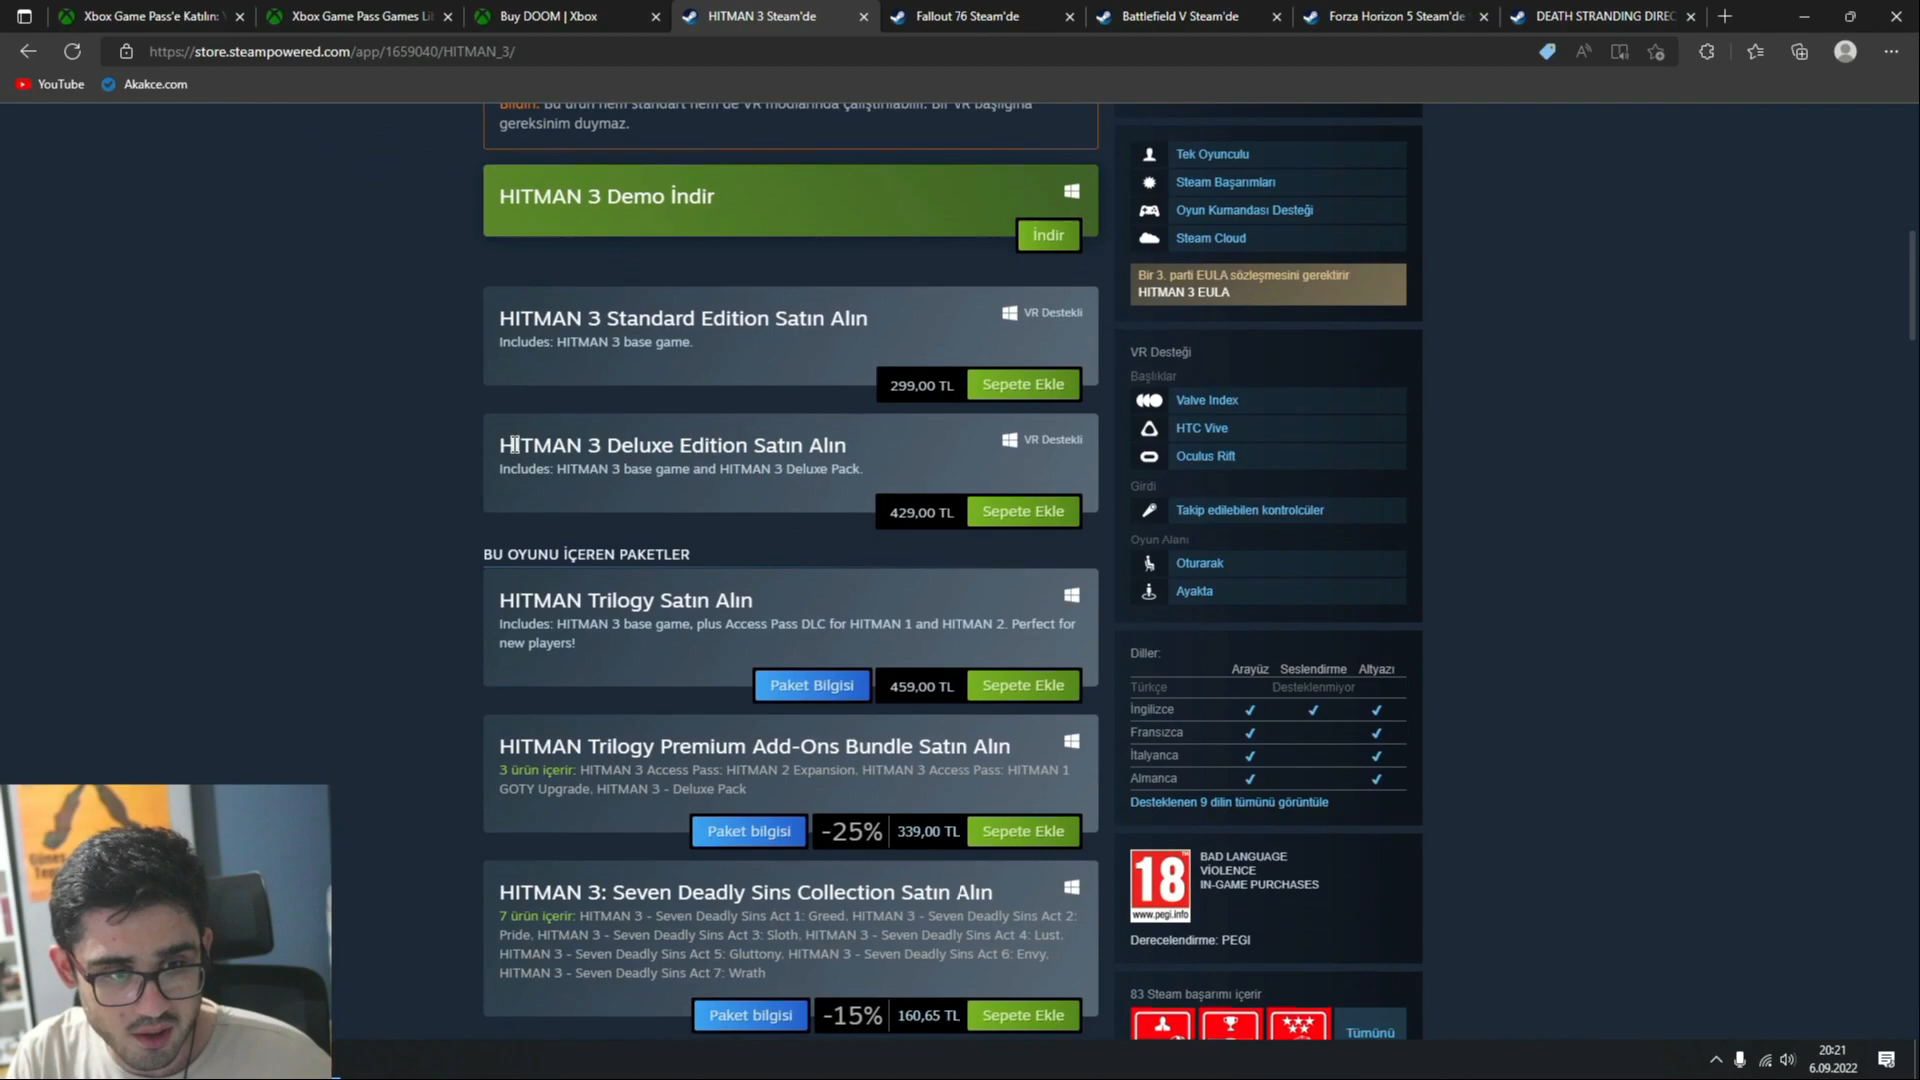 Xbox Game Pass'e Katılın:
Xbox Game Pass Games Li
Buy DOOM | Xbox
HITMAN 3 Steam'de
Fallout 76 Steam'de
Battlefield V Steam'de
Forza Horizon 5 Steam'de
DEATH STRANDING DIREC
https://store.steampowered.com/app/1659040/HITMAN_3/
YouTube
Akakce.com
Bildiri: Bu ürün hem standart hem de VR modlarında çalıştırılabilir. Bir VR başlığına
gereksinim duymaz.
HITMAN 3 Demo İndir
İndir
HITMAN 3 Standard Edition Satın Alın
VR Destekli
Includes: HITMAN 3 base game.
299,00 TL
Sepete Ekle
HITMAN 3 Deluxe Edition Satın Alın
VR Destekli
Includes: HITMAN 3 base game and HITMAN 3 Deluxe Pack.
429,00 TL
Sepete Ekle
BU OYUNU İÇEREN PAKETLER
HITMAN Trilogy Satın Alın
Includes: HITMAN 3 base game, plus Access Pass DLC for HITMAN 1 and HITMAN 2. Perfect for
new players!
Paket Bilgisi
459,00 TL
Sepete Ekle
HITMAN Trilogy Premium Add-Ons Bundle Satın Alın
3 ürün içerir: HITMAN 3 Access Pass: HITMAN 2 Expansion, HITMAN 3 Access Pass: HITMAN 1
GOTY Upgrade, HITMAN 3 - Deluxe Pack
Paket bilgisi
-25%
339,00 TL
Sepete Ekle
HITMAN 3: Seven Deadly Sins Collection Satın Alın
7 ürün içerir: HITMAN 3 - Seven Deadly Sins Act 1: Greed, HITMAN 3 - Seven Deadly Sins Act 2:
Pride, HITMAN 3 - Seven Deadly Sins Act 3: Sloth, HITMAN 3 - Seven Deadly Sins Act 4: Lust,
HITMAN 3 - Seven Deadly Sins Act 5: Gluttony, HITMAN 3 - Seven Deadly Sins Act 6: Envy,
HITMAN 3 - Seven Deadly Sins Act 7: Wrath
Paket bilgisi
-15%
160,65 TL
Sepete Ekle
Tek Oyunculu
Steam Başarımları
Oyun Kumandası Desteği
Steam Cloud
Bir 3. parti EULA sözleşmesini gerektirir
HITMAN 3 EULA
VR Desteği
Başlıklar
Valve Index
HTC Vive
Oculus Rift
Girdi
Takip edilebilen kontrolcüler
Oyun Alanı
Oturarak
Ayakta
Diller:
Arayüz Seslendirme Altyazı
Türkçe Desteklenmiyor
İngilizce ✔ ✔ ✔
Fransızca ✔ ✔
İtalyanca ✔ ✔
Almanca ✔ ✔
Desteklenen 9 dilin tümünü görüntüle
18
www.pegi.info
BAD LANGUAGE
VİOLENCE
IN-GAME PURCHASES
Derecelendirme: PEGI
83 Steam başarımı içerir
Tümünü
20:21
6.09.2022